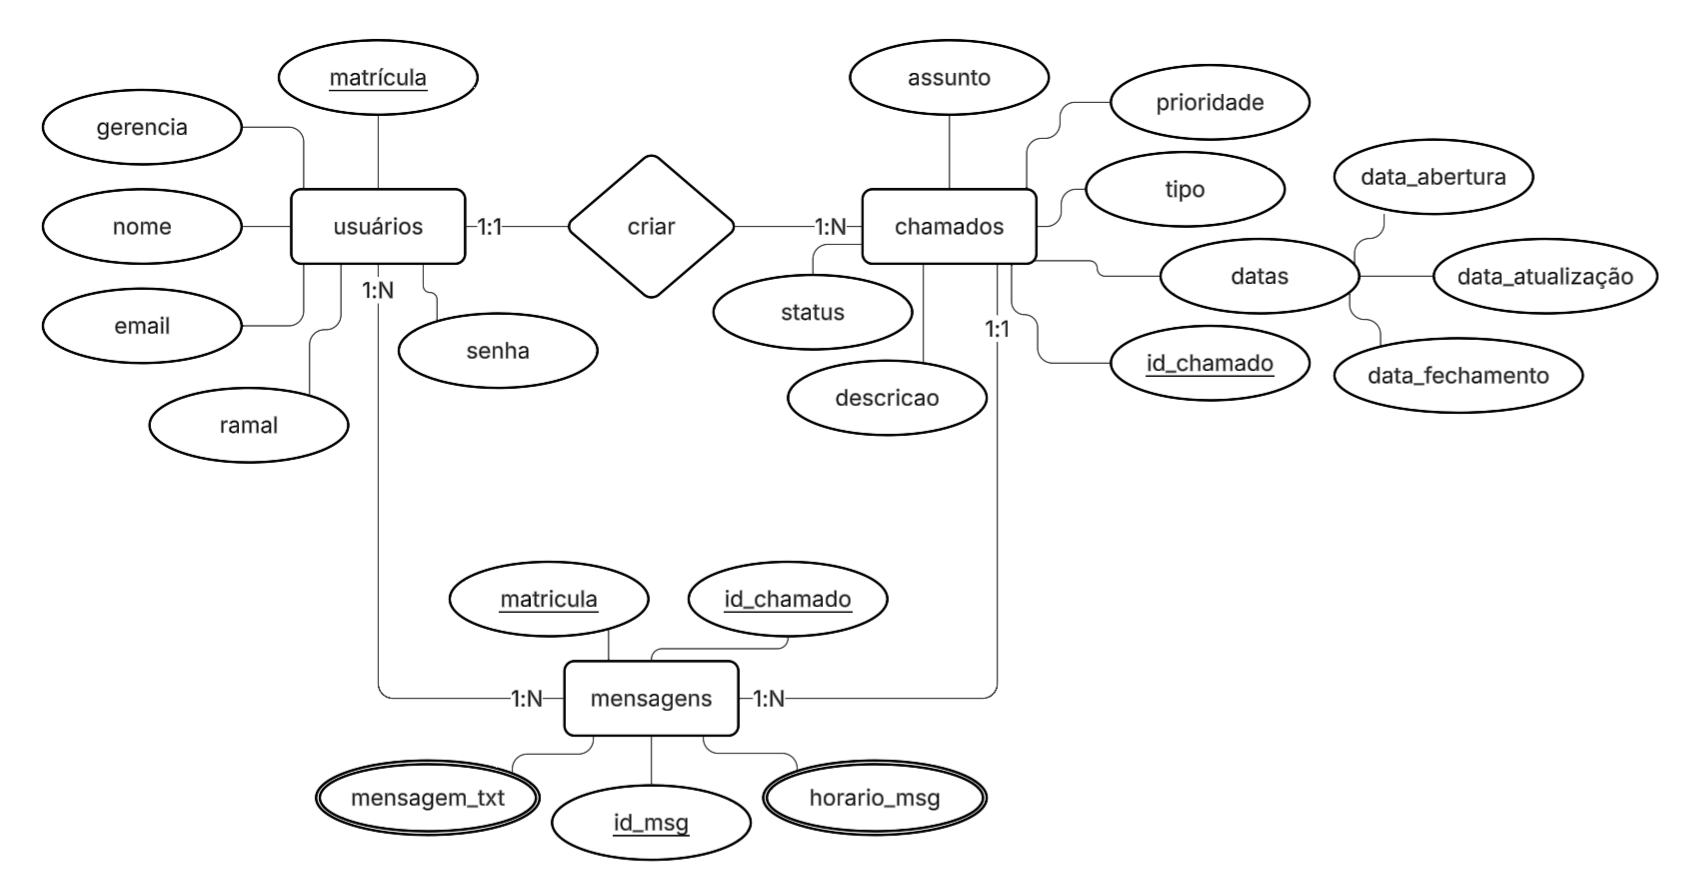 matrícula
assunto
prioridade
gerencia
tipo
data_abertura
nome
usuários
1:1
criar
1:N
chamados
datas
data_atualização
1:N
status
email
senha
1:1
id_chamado
data_fechamento
descricao
ramal
matricula
id_chamado
1:N
mensagens
1:N
mensagem_txt
horario_msg
id_msg